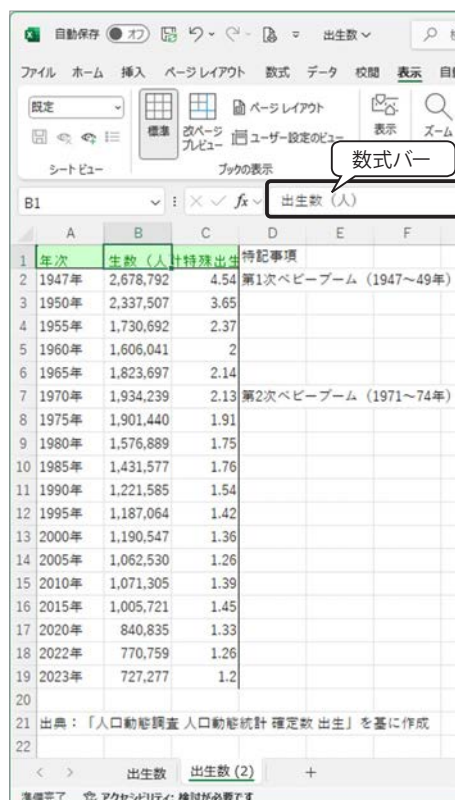 自動保存 オフ 出生数
ファイル ホーム 挿入 ページ レイアウト 数式 データ 校閲 表示
既定
標準 改ページ プレビュー ページ レイアウト ユーザー設定のビュー 表示 ズーム
シート ビュー ブックの表示
数式バー
B1 fx 出生数（人）
A B C D E F
1 年次 生数（人 計特殊出生 特記事項
2 1947年 2,678,792 4.54 第1次ベビーブーム（1947～49年）
3 1950年 2,337,507 3.65
4 1955年 1,730,692 2.37
5 1960年 1,606,041 2
6 1965年 1,823,697 2.14
7 1970年 1,934,239 2.13 第2次ベビーブーム（1971～74年）
8 1975年 1,901,440 1.91
9 1980年 1,576,889 1.75
10 1985年 1,431,577 1.76
11 1990年 1,221,585 1.54
12 1995年 1,187,064 1.42
13 2000年 1,190,547 1.36
14 2005年 1,062,530 1.26
15 2010年 1,071,305 1.39
16 2015年 1,005,721 1.45
17 2020年 840,835 1.33
18 2022年 770,759 1.26
19 2023年 727,277 1.2
20
21 出典：「人口動態調査 人口動態統計 確定数 出生」を基に作成
22
出生数 出生数 (2) +
準備完了 アクセシビリティ: 検討が必要です